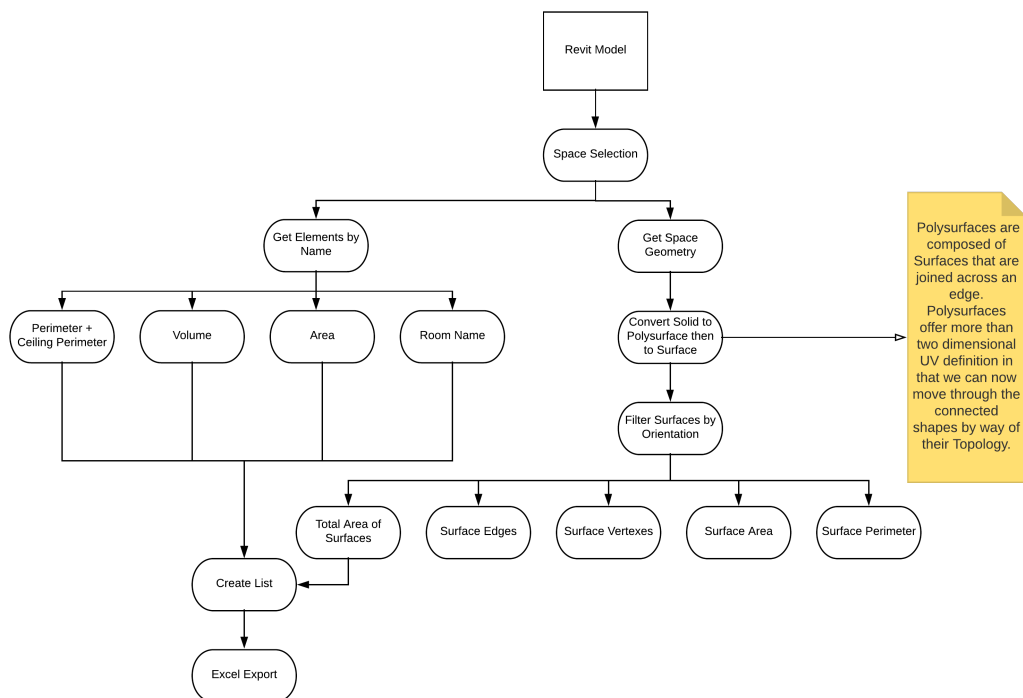 Revit Model
Space Selection
Get Elements by
Name
Get Space
Geometry
Perimeter +
Ceiling Perimeter
Volume
Area
Room Name
Convert Solid to
Polysurface then
to Surface
Polysurfaces are
composed of
Surfaces that are
joined across an
edge.
Polysurfaces
offer more than
two dimensional
UV definition in
that we can now
move through the
connected
shapes by way of
their Topology.
Filter Surfaces by
Orientation
Total Area of
Surfaces
Surface Edges
Surface Vertexes
Surface Area
Surface Perimeter
Create List
Excel Export